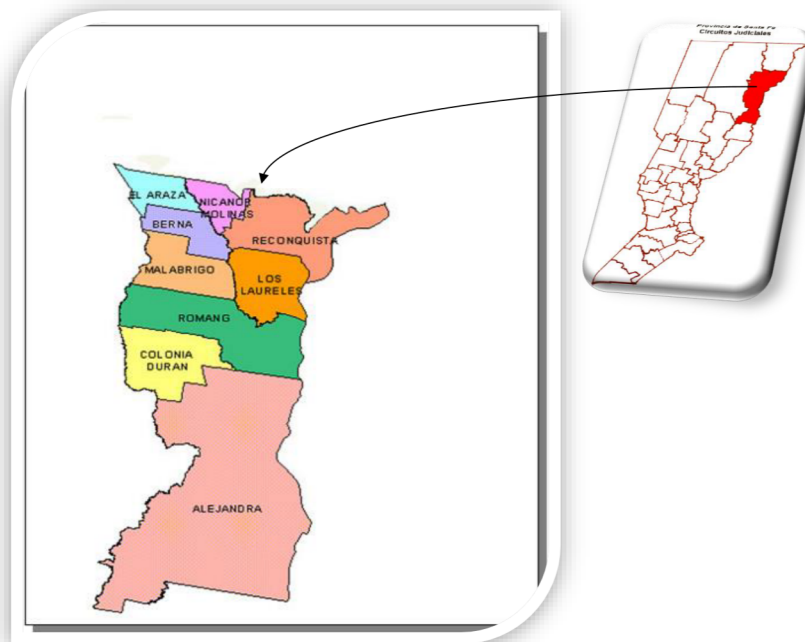 Provincia de Santa Fe
Circuitos Judiciales
EL ARAZA
NICANOR
MOLINAS
BERNA
RECONQUISTA
MALABRIGO
LOS
LAURELES
ROMANG
COLONIA
DURAN
ALEJANDRA